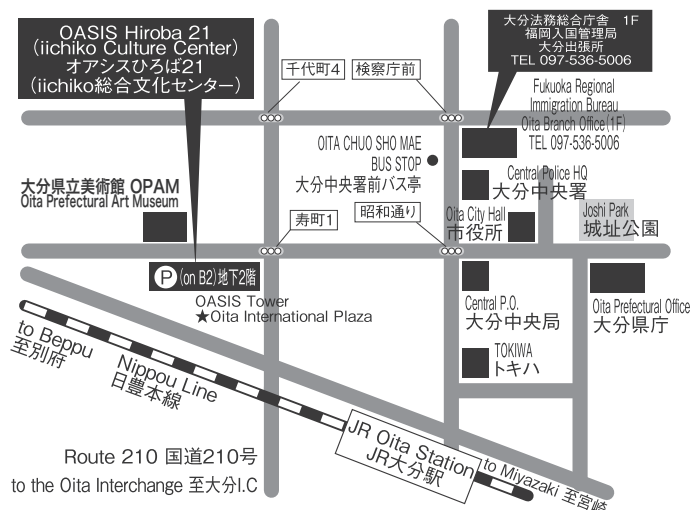 OASIS Hiroba 21
(iichiko Culture Center)
オアシスひろば21
(iichiko総合文化センター)
大分法務総合庁舎　1F
福岡入国管理局
大分出張所
TEL 097-536-5006
千代町4
検察庁前
Fukuoka Regional
Immigration Bureau
Oita Branch Office(1F)
TEL 097-536-5006
OITA CHUO SHO MAE
BUS STOP
大分中央署前バス亭
Central Police HQ
大分中央署
大分県立美術館 OPAM
Oita Prefectural Art Museum
寿町1
昭和通り
Oita City Hall
市役所
Joshi Park
城址公園
P (on B2)地下2階
OASIS Tower
★Oita International Plaza
Central P.O.
大分中央局
Oita Prefectural Office
大分県庁
to Beppu
至別府
Nippou Line
日豊本線
TOKIWA
トキハ
JR Oita Station
JR大分駅
to Miyazaki 至宮崎
Route 210 国道210号
to the Oita Interchange 至大分I.C